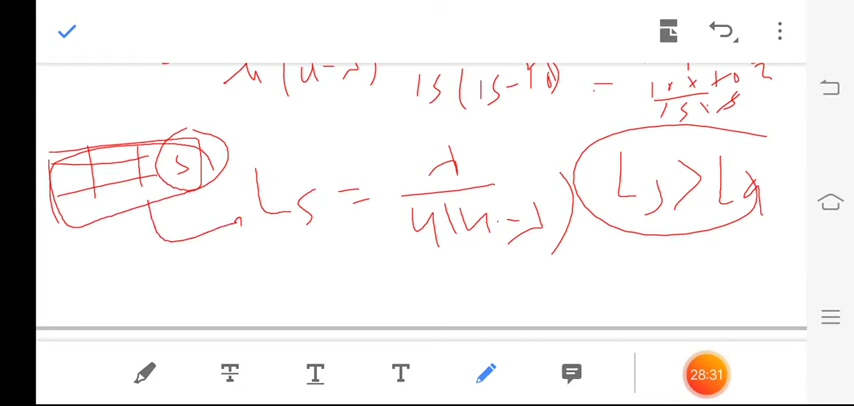 μ(μ-λ) 15(15-10) =
S Ls = λ / μ(μ-λ) Ls > Lq
28:31